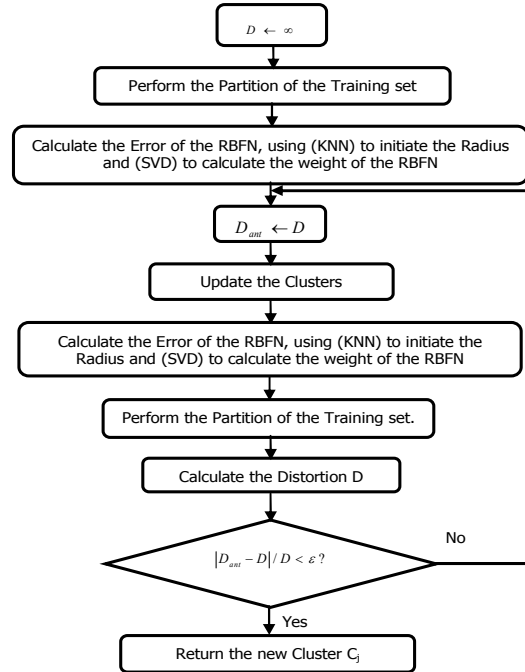 D ← ∞
Perform the Partition of the Training set
Calculate the Error of the RBFN, using (KNN) to initiate the Radius
and (SVD) to calculate the weight of the RBFN
D_ant ← D
Update the Clusters
Calculate the Error of the RBFN, using (KNN) to initiate the
Radius and (SVD) to calculate the weight of the RBFN
Perform the Partition of the Training set.
Calculate the Distortion D
|D_ant − D| / D < ε ?
No
Yes
Return the new Cluster C_j